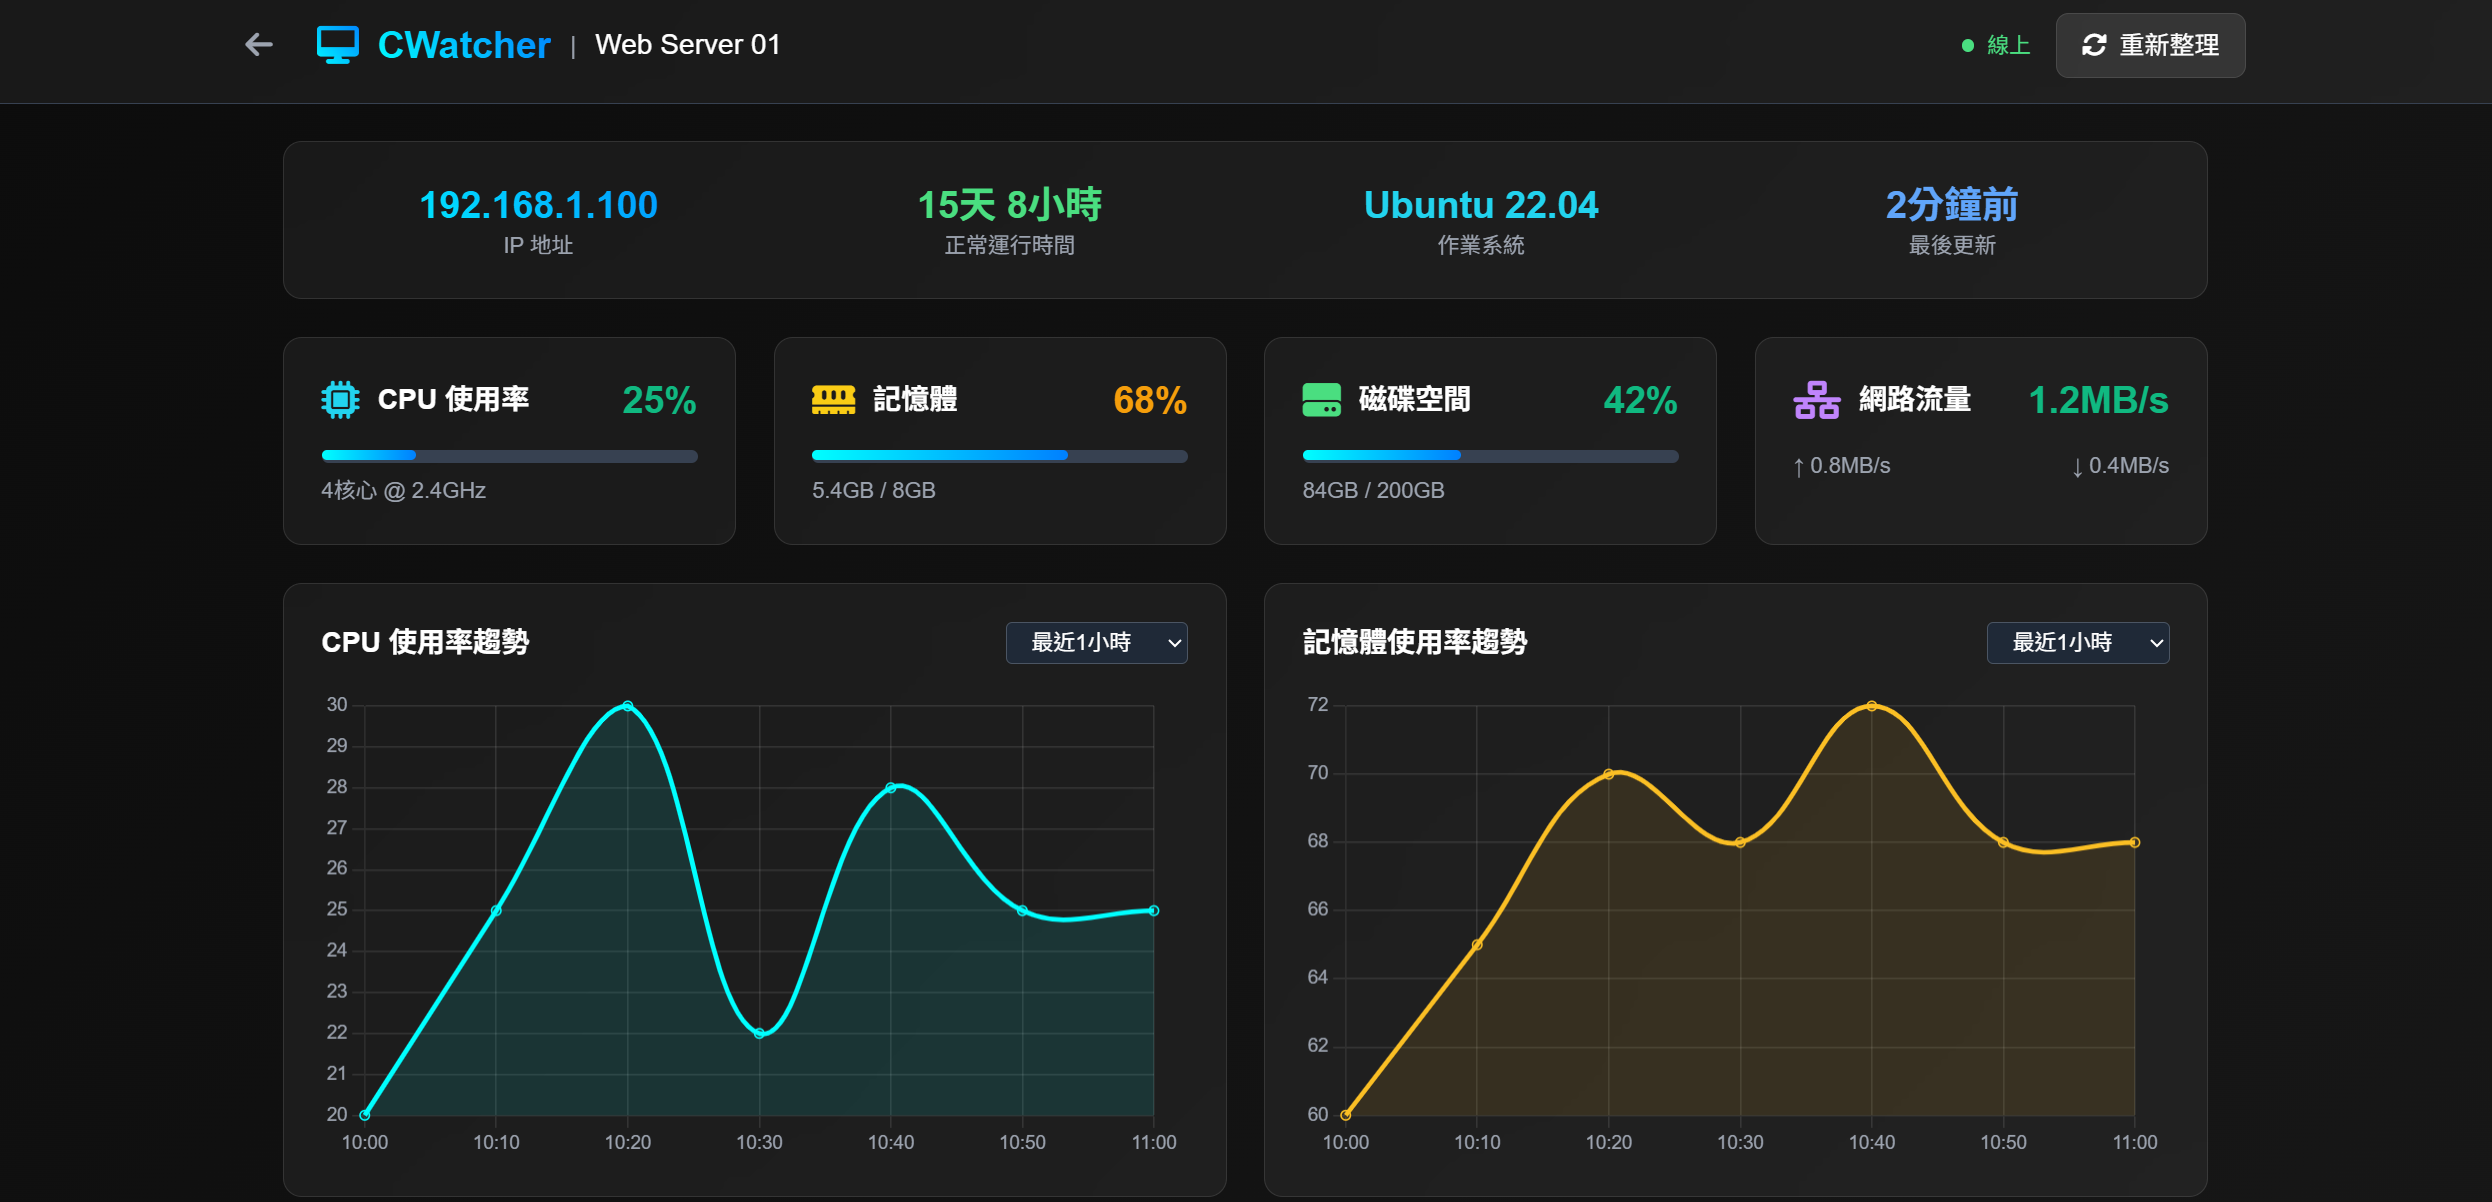 CWatcher | Web Server 01
線上
重新整理
192.168.1.100
IP 地址
15天 8小時
正常運行時間
Ubuntu 22.04
作業系統
2分鐘前
最後更新
CPU 使用率
25%
4核心 @ 2.4GHz
記憶體
68%
5.4GB / 8GB
磁碟空間
42%
84GB / 200GB
網路流量
1.2MB/s
↑ 0.8MB/s
↓ 0.4MB/s
CPU 使用率趨勢
最近1小時
30
29
28
27
26
25
24
23
22
21
20
10:00 10:10 10:20 10:30 10:40 10:50 11:00
記憶體使用率趨勢
最近1小時
72
70
68
66
64
62
60
10:00 10:10 10:20 10:30 10:40 10:50 11:00